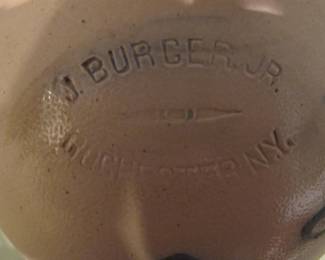 J. BURGER. JR.
ROCHESTER N.Y.